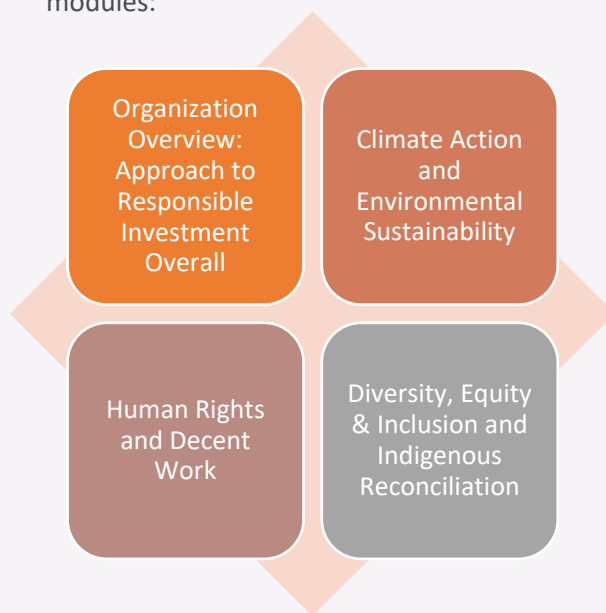 modules:
Organization
Overview:
Approach to
Responsible
Investment
Overall
Climate Action
and
Environmental
Sustainability
Human Rights
and Decent
Work
Diversity, Equity
& Inclusion and
Indigenous
Reconciliation